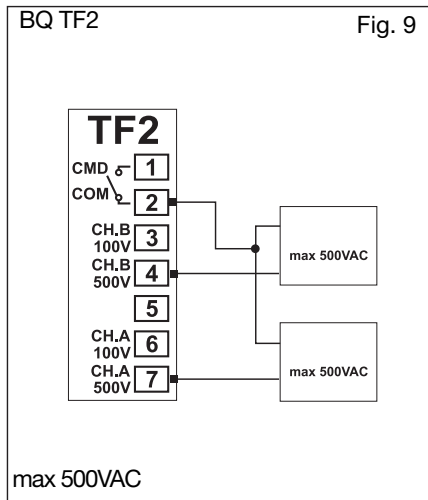 BQ TF2
Fig. 9
TF2
CMD
1
COM
2
CH.B
100V
3
CH.B
500V
4
5
CH.A
100V
6
CH.A
500V
7
max 500VAC
max 500VAC
max 500VAC